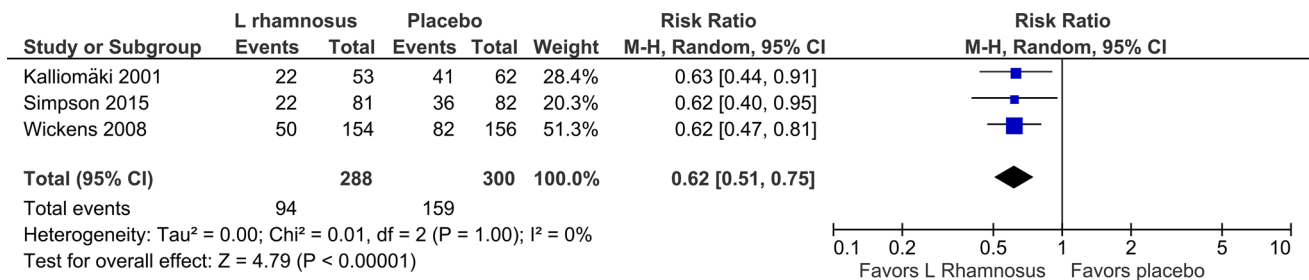 L rhamnosus Placebo Risk Ratio Risk Ratio
Study or Subgroup Events Total Events Total Weight M-H, Random, 95% CI M-H, Random, 95% CI
Kalliomäki 2001 22 53 41 62 28.4% 0.63 [0.44, 0.91]
Simpson 2015 22 81 36 82 20.3% 0.62 [0.40, 0.95]
Wickens 2008 50 154 82 156 51.3% 0.62 [0.47, 0.81]
Total (95% CI) 288 300 100.0% 0.62 [0.51, 0.75]
Total events 94 159
Heterogeneity: Tau² = 0.00; Chi² = 0.01, df = 2 (P = 1.00); I² = 0%
Test for overall effect: Z = 4.79 (P < 0.00001)
0.1 0.2 0.5 1 2 5 10
Favors L Rhamnosus Favors placebo